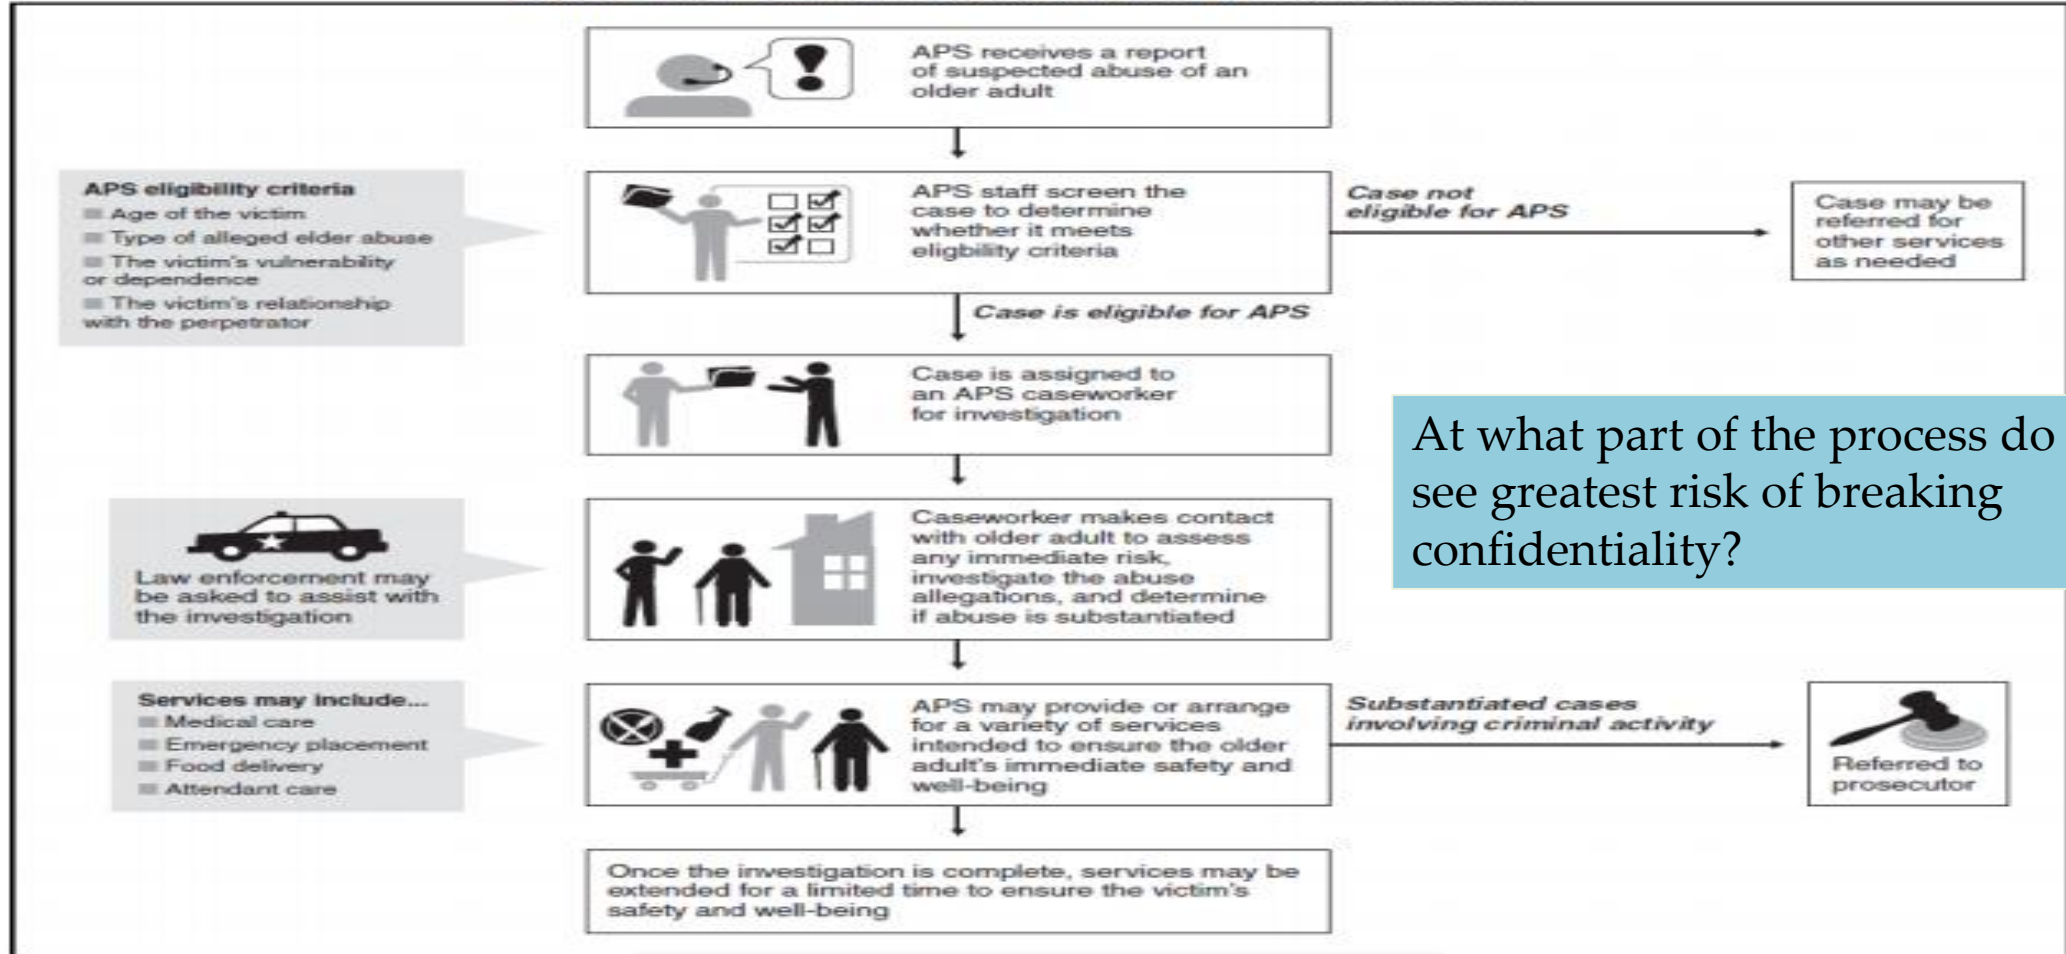 APS receives a report
of suspected abuse of an
older adult
APS eligibility criteria
Age of the victim
Type of alleged elder abuse
The victim's vulnerability
or dependence
The victim's relationship
with the perpetrator
APS staff screen the
case to determine
whether it meets
eligbility criteria
Case not
eligible for APS
Case may be
referred for
other services
as needed
Case is eligible for APS
Case is assigned to
an APS caseworker
for investigation
At what part of the process do
see greatest risk of breaking
confidentiality?
Law enforcement may
be asked to assist with
the investigation
Caseworker makes contact
with older adult to assess
any immediate risk,
investigate the abuse
allegations, and determine
if abuse is substantiated
Services may include...
Medical care
Emergency placement
Food delivery
Attendant care
APS may provide or arrange
for a variety of services
intended to ensure the older
adult's immediate safety and
well-being
Substantiated cases
involving criminal activity
Referred to
prosecutor
Once the investigation is complete, services may be
extended for a limited time to ensure the victim's
safety and well-being